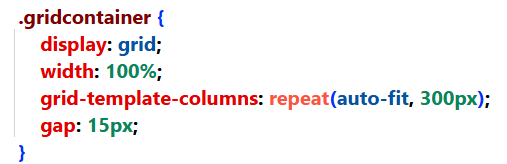 .gridcontainer {
display: grid;
width: 100%;
grid-template-columns: repeat(auto-fit, 300px);
gap: 15px;
}